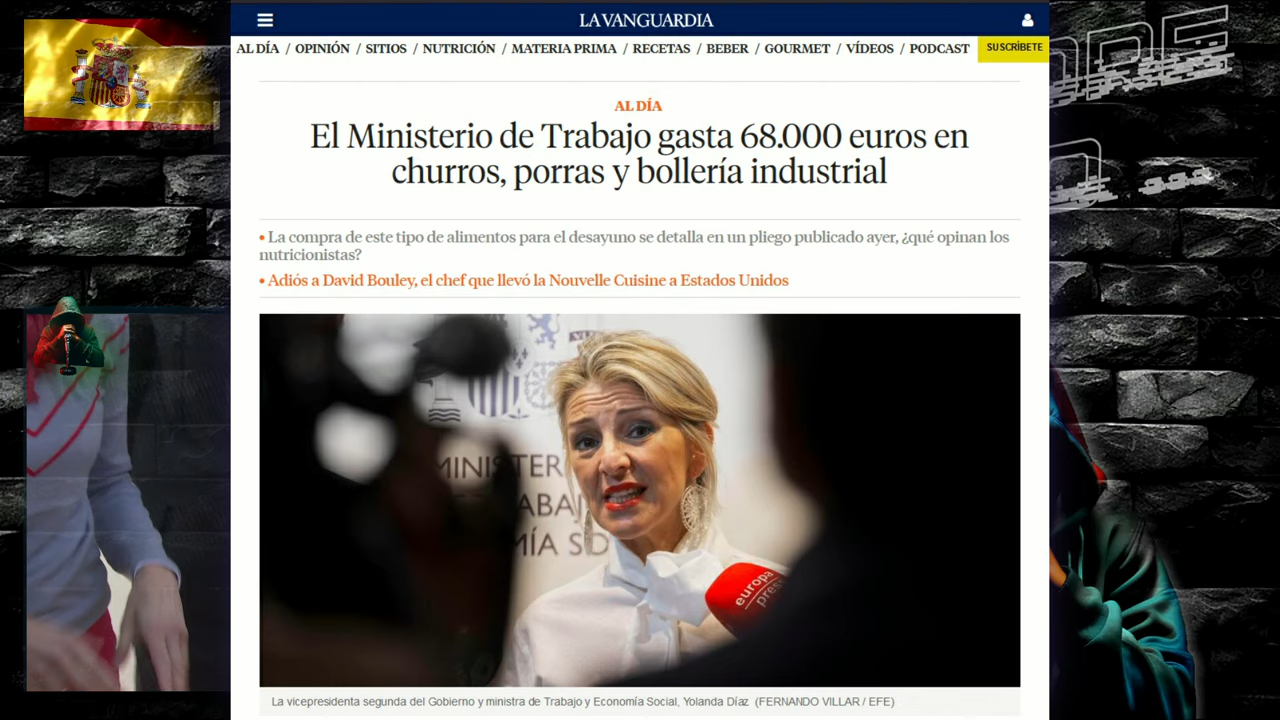 LA VANGUARDIA
AL DÍA / OPINIÓN / SITIOS / NUTRICIÓN / MATERIA PRIMA / RECETAS / BEBER / GOURMET / VÍDEOS / PODCAST
SUSCRÍBETE
AL DÍA
El Ministerio de Trabajo gasta 68.000 euros en
churros, porras y bollería industrial
• La compra de este tipo de alimentos para el desayuno se detalla en un pliego publicado ayer, ¿qué opinan los
nutricionistas?
• Adiós a David Bouley, el chef que llevó la Nouvelle Cuisine a Estados Unidos
MINISTER
TRABAJ
MÍA SO
europa
press
La vicepresidenta segunda del Gobierno y ministra de Trabajo y Economía Social, Yolanda Díaz (FERNANDO VILLAR / EFE)